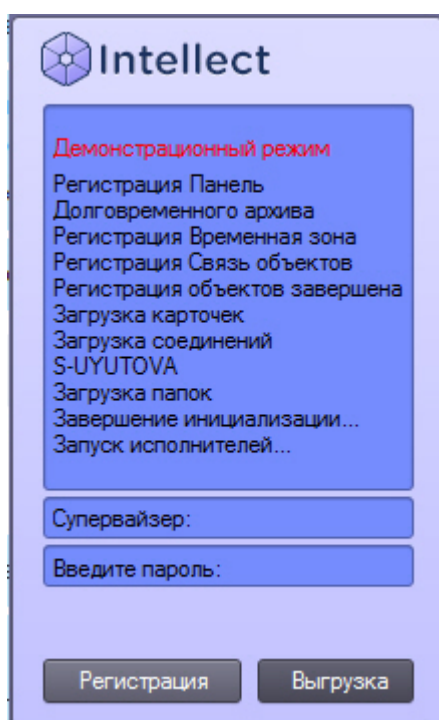 Intellect
Демонстрационный режим
Регистрация Панель
Долговременного архива
Регистрация Временная зона
Регистрация Связь объектов
Регистрация объектов завершена
Загрузка карточек
Загрузка соединений
S-UYUTOVA
Загрузка папок
Завершение инициализации...
Запуск исполнителей...
Супервайзер:
Введите пароль:
Регистрация Выгрузка